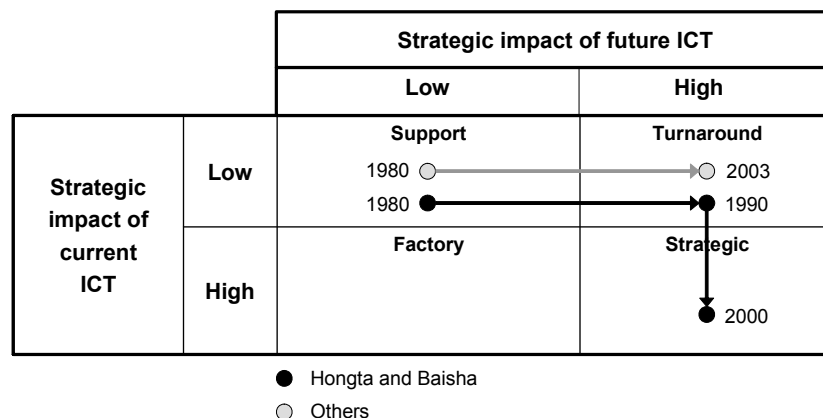 Strategic impact of future ICT
Low High
Strategic
impact of
current
ICT
Low
Support Turnaround
1980 2003
1980 1990
High
Factory Strategic
2000
Hongta and Baisha
Others